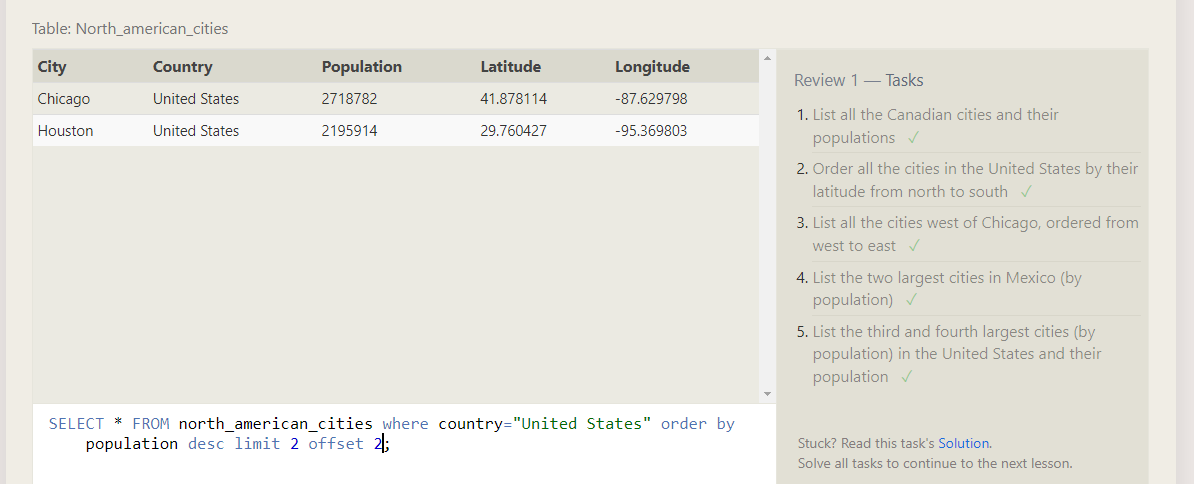 Table: North_american_cities
City Country Population Latitude Longitude
Chicago United States 2718782 41.878114 -87.629798
Houston United States 2195914 29.760427 -95.369803
SELECT * FROM north_american_cities where country="United States" order by
population desc limit 2 offset 2;
Review 1 — Tasks
1. List all the Canadian cities and their
populations ✓
2. Order all the cities in the United States by their
latitude from north to south ✓
3. List all the cities west of Chicago, ordered from
west to east ✓
4. List the two largest cities in Mexico (by
population) ✓
5. List the third and fourth largest cities (by
population) in the United States and their
population ✓
Stuck? Read this task's Solution.
Solve all tasks to continue to the next lesson.